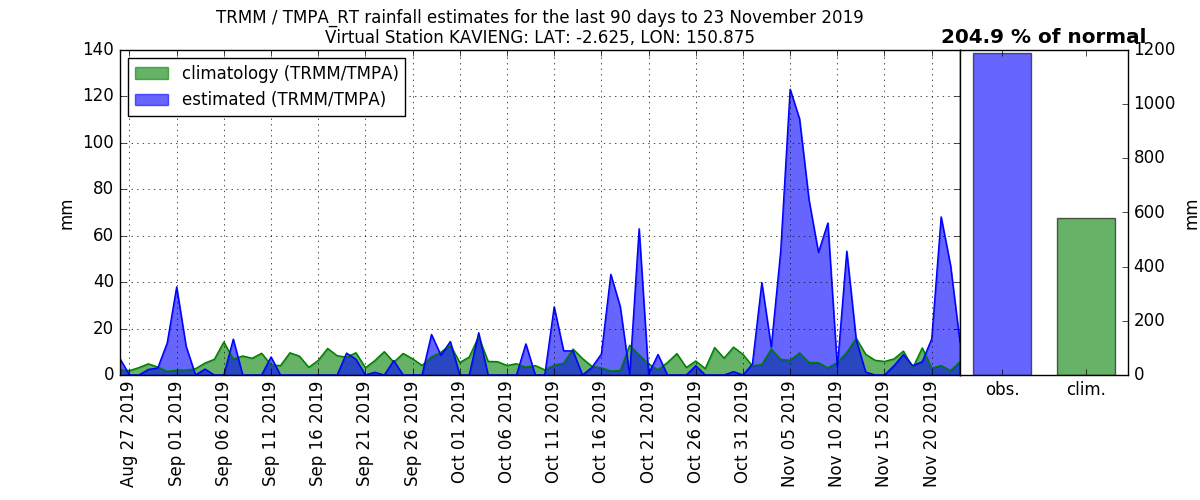 TRMM / TMPA_RT rainfall estimates for the last 90 days to 23 November 2019
Virtual Station KAVIENG: LAT: -2.625, LON: 150.875
204.9 % of normal
climatology (TRMM/TMPA)
estimated (TRMM/TMPA)
mm
140
120
100
80
60
40
20
0
Aug 27 2019
Sep 01 2019
Sep 06 2019
Sep 11 2019
Sep 16 2019
Sep 21 2019
Sep 26 2019
Oct 01 2019
Oct 06 2019
Oct 11 2019
Oct 16 2019
Oct 21 2019
Oct 26 2019
Oct 31 2019
Nov 05 2019
Nov 10 2019
Nov 15 2019
Nov 20 2019
obs.
clim.
1200
1000
800
600
400
200
0
mm